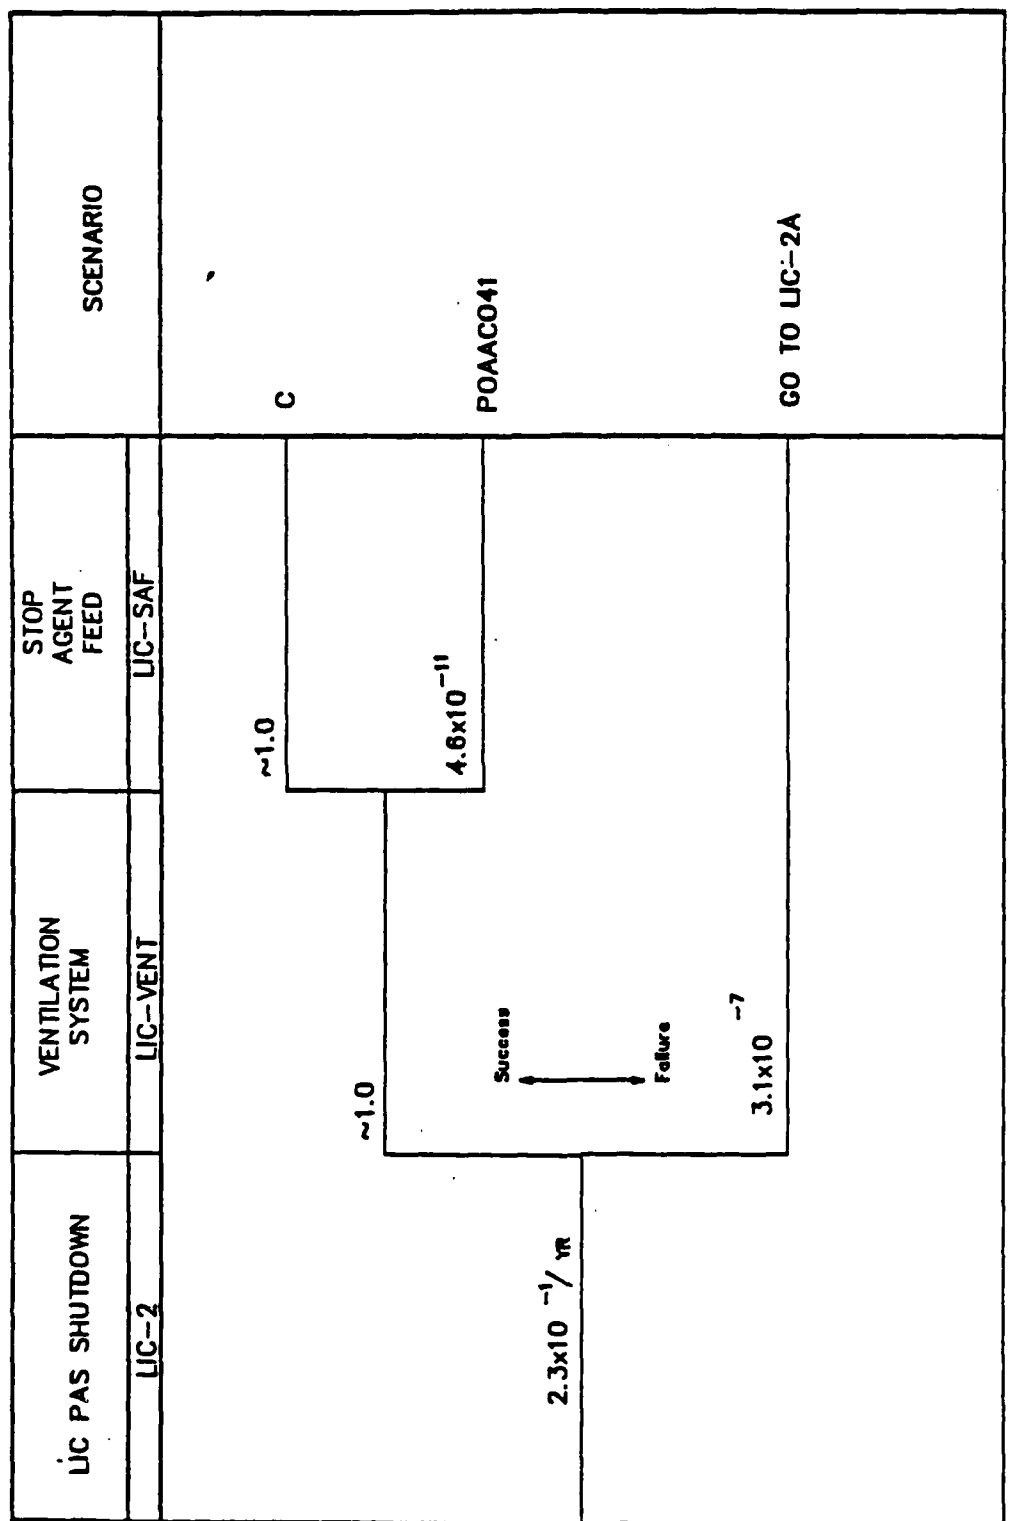 LIC PAS SHUTDOWN
VENTILATION
SYSTEM
STOP
AGENT
FEED
SCENARIO
LIC-2
LIC-VENT
LIC-SAF
~1.0
C
4.6x10⁻¹¹
POAAC041
~1.0
Success
Failure
2.3x10⁻¹/YR
3.1x10⁻⁷
GO TO LIC-2A